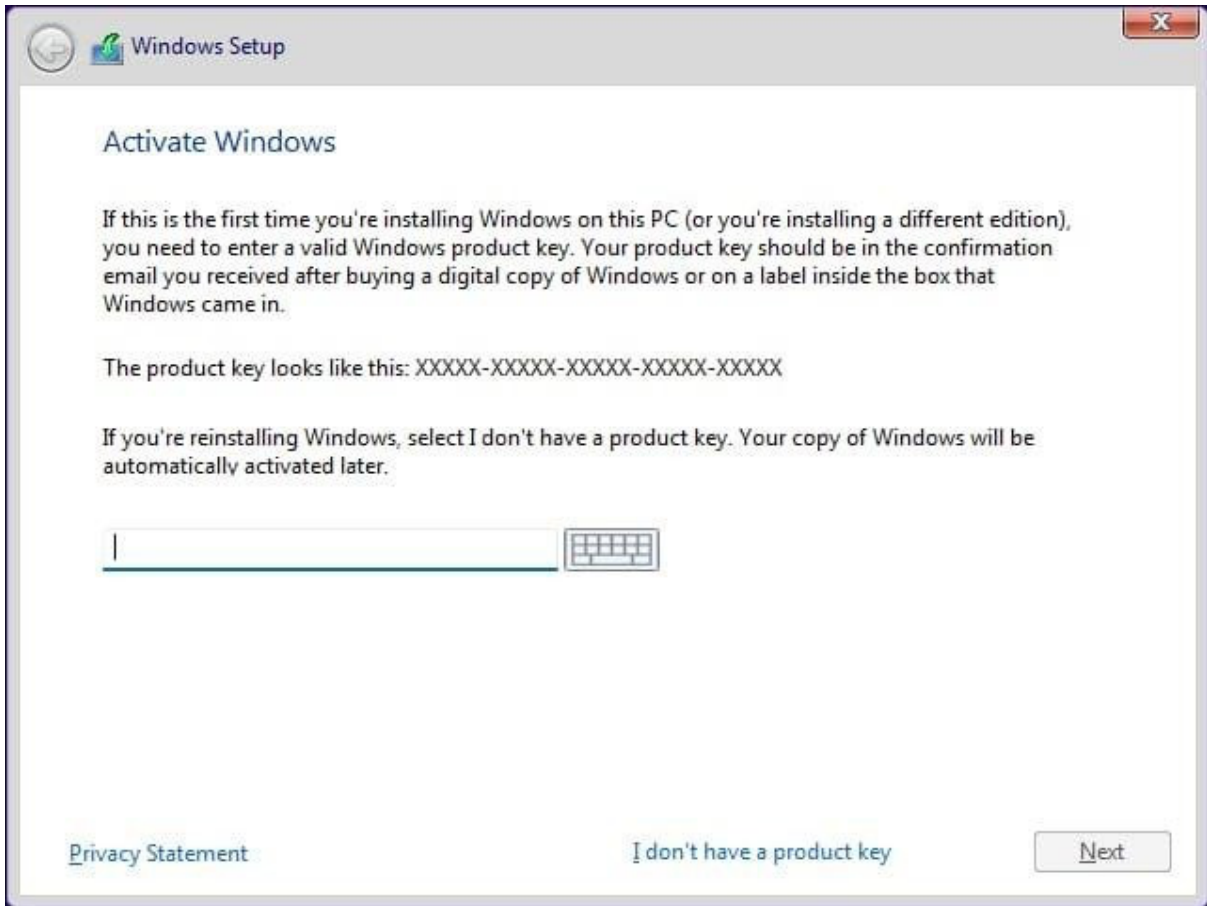 Windows Setup
Activate Windows
If this is the first time you're installing Windows on this PC (or you're installing a different edition),
you need to enter a valid Windows product key. Your product key should be in the confirmation
email you received after buying a digital copy of Windows or on a label inside the box that
Windows came in.
The product key looks like this: XXXXX-XXXXX-XXXXX-XXXXX-XXXXX
If you're reinstalling Windows, select I don't have a product key. Your copy of Windows will be
automatically activated later.
Privacy Statement
I don't have a product key
Next